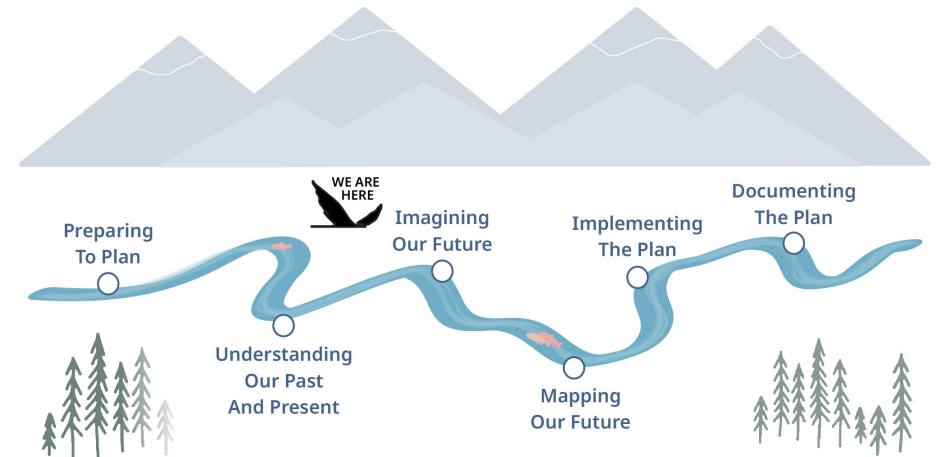 Preparing
To Plan
WE ARE
HERE
Understanding
Our Past
And Present
Imagining
Our Future
Mapping
Our Future
Implementing
The Plan
Documenting
The Plan